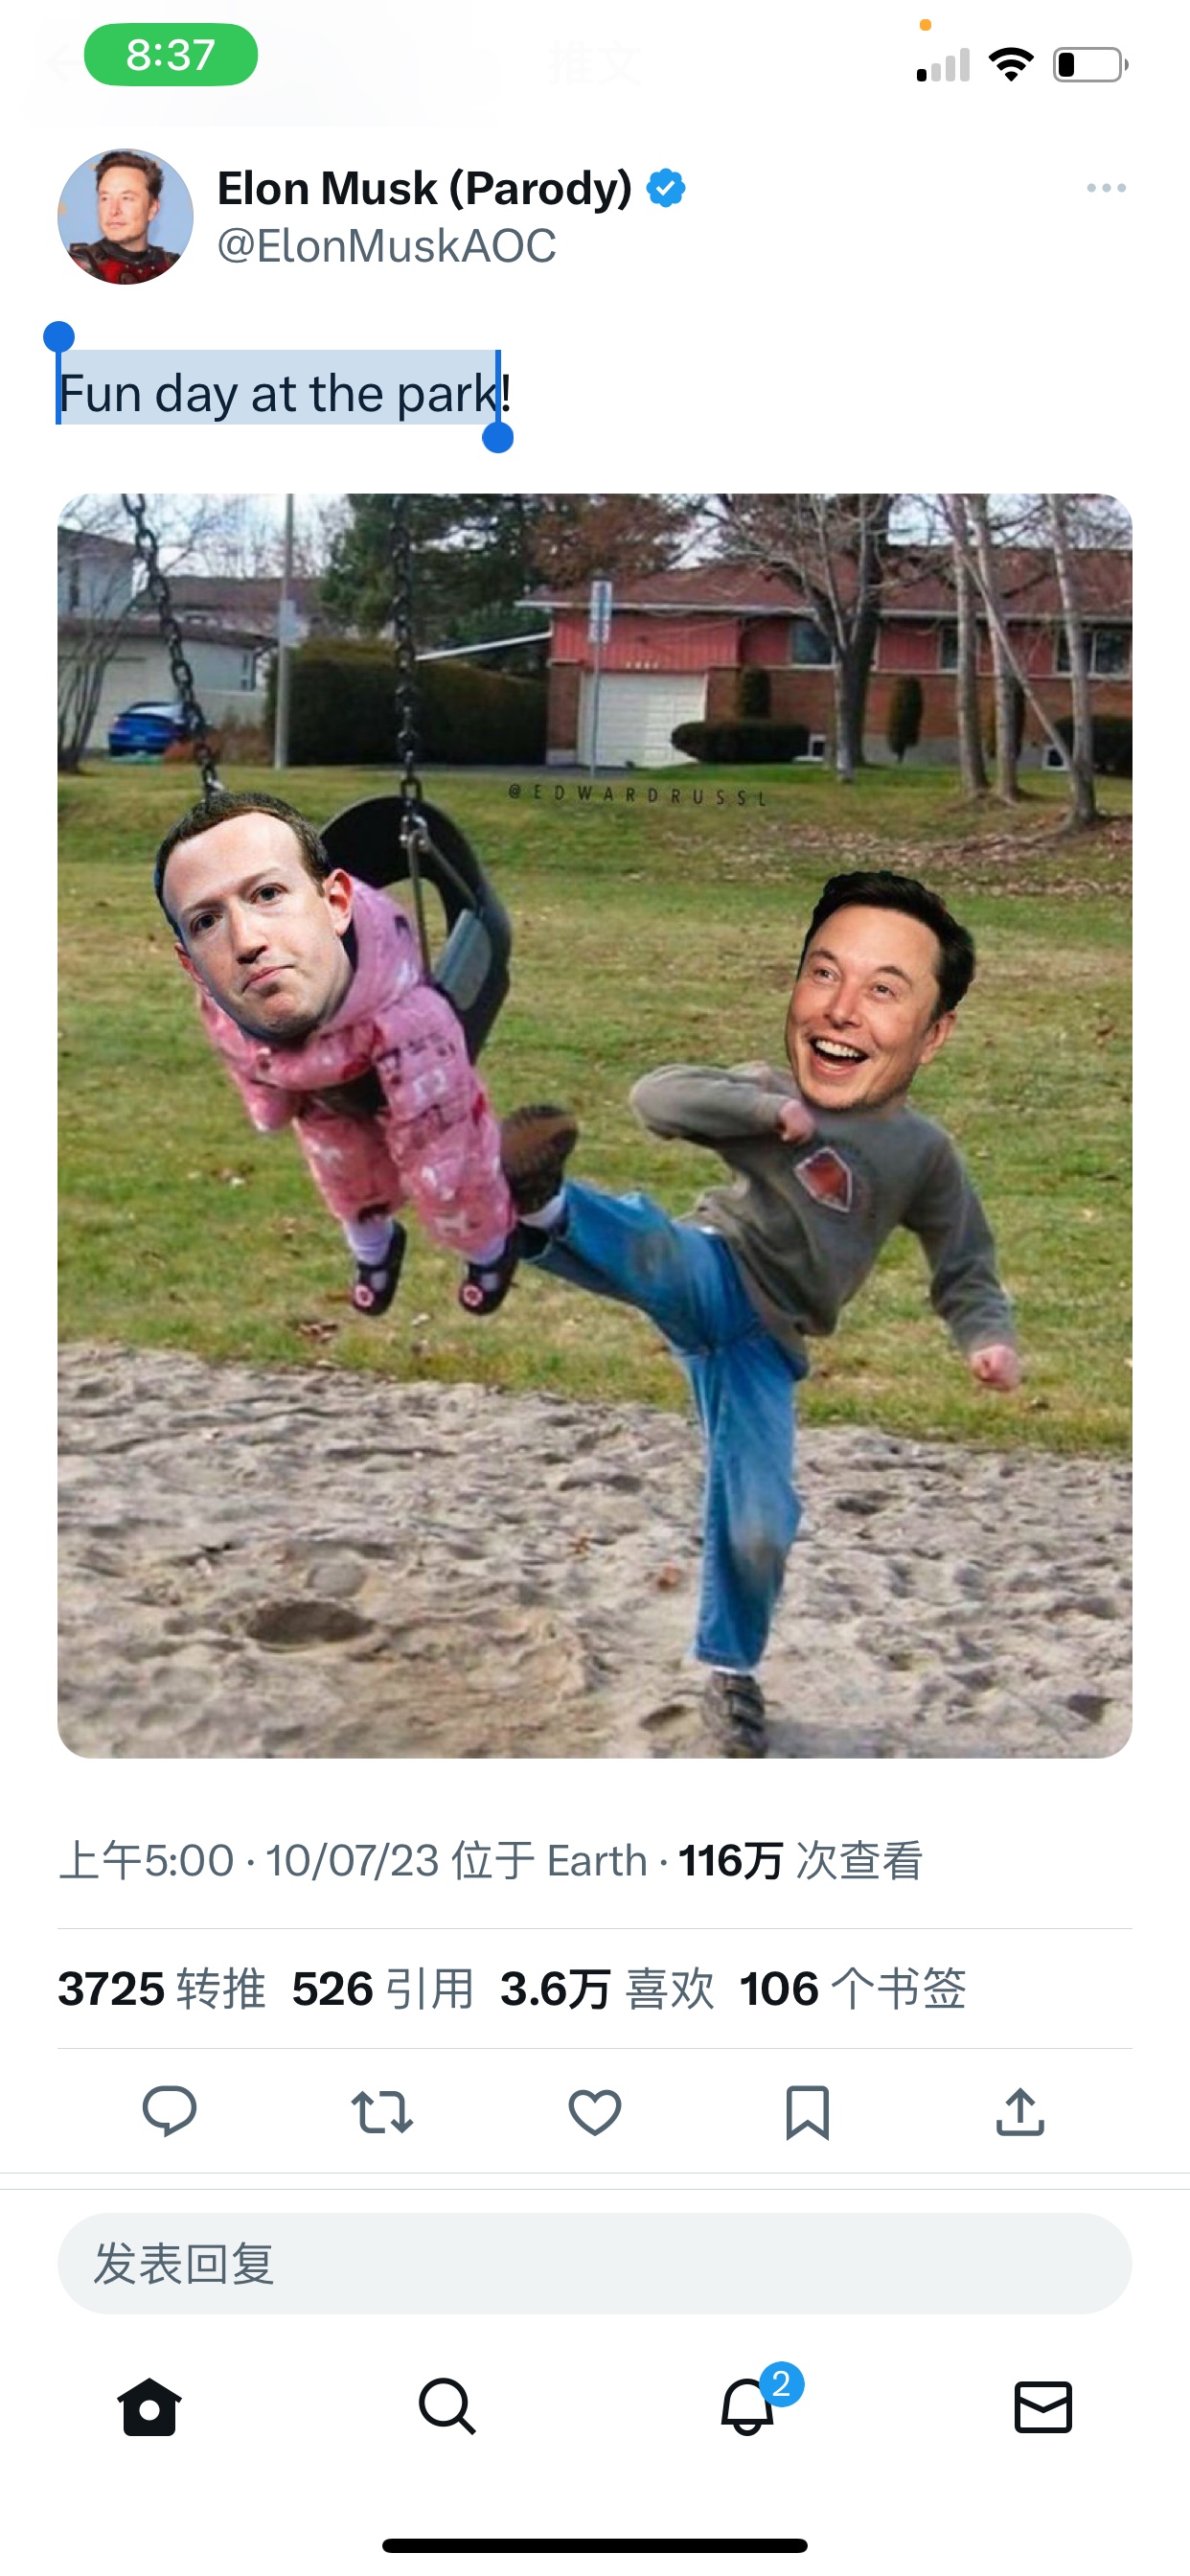 8:37
推文
Elon Musk (Parody)
@ElonMuskAOC
Fun day at the park!
@EDWARDRUSSL
上午5:00 · 10/07/23 位于 Earth · 116万 次查看
3725 转推 526 引用 3.6万 喜欢 106 个书签
发表回复
2